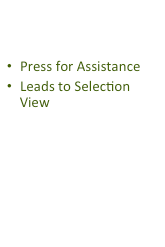 • Press for Assistance
• Leads to Selection
View